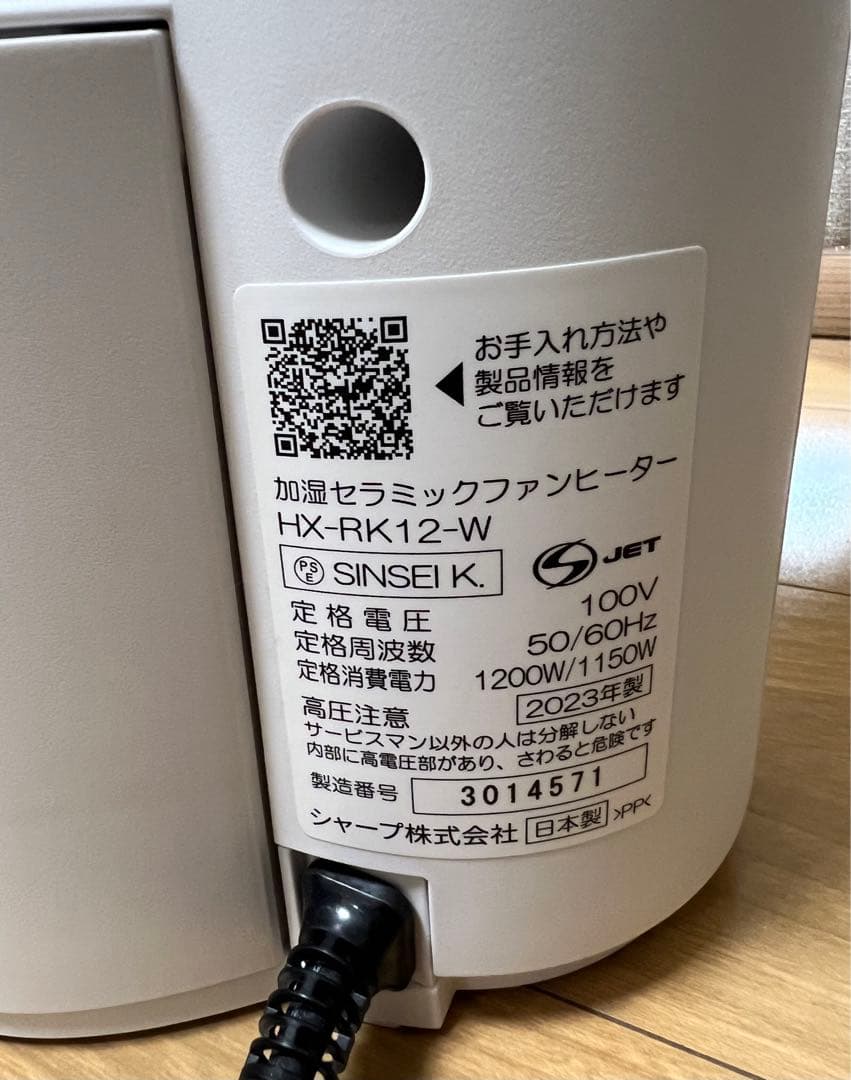 お手入れ方法や
製品情報を
ご覧いただけます
加湿セラミックファンヒーター
HX-RK12-W
PSE SINSEI K.
JET
定格電圧 100V
定格周波数 50/60Hz
定格消費電力 1200W/1150W
高圧注意 2023年製
サービスマン以外の人は分解しない
内部に高電圧部があり、さわると危険です
製造番号 3014571
シャープ株式会社 日本製 >PP<